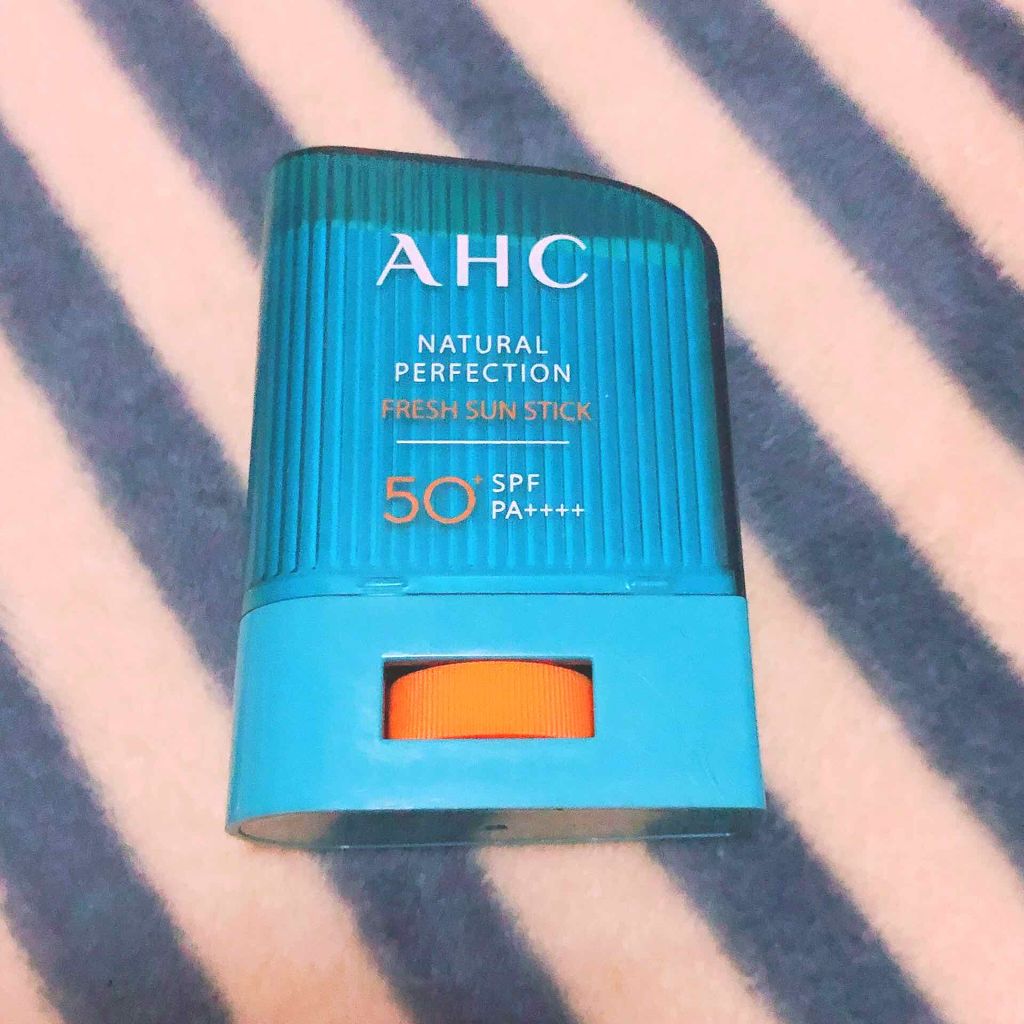 AHC
NATURAL
PERFECTION
FRESH SUN STICK
50+ SPF
PA++++